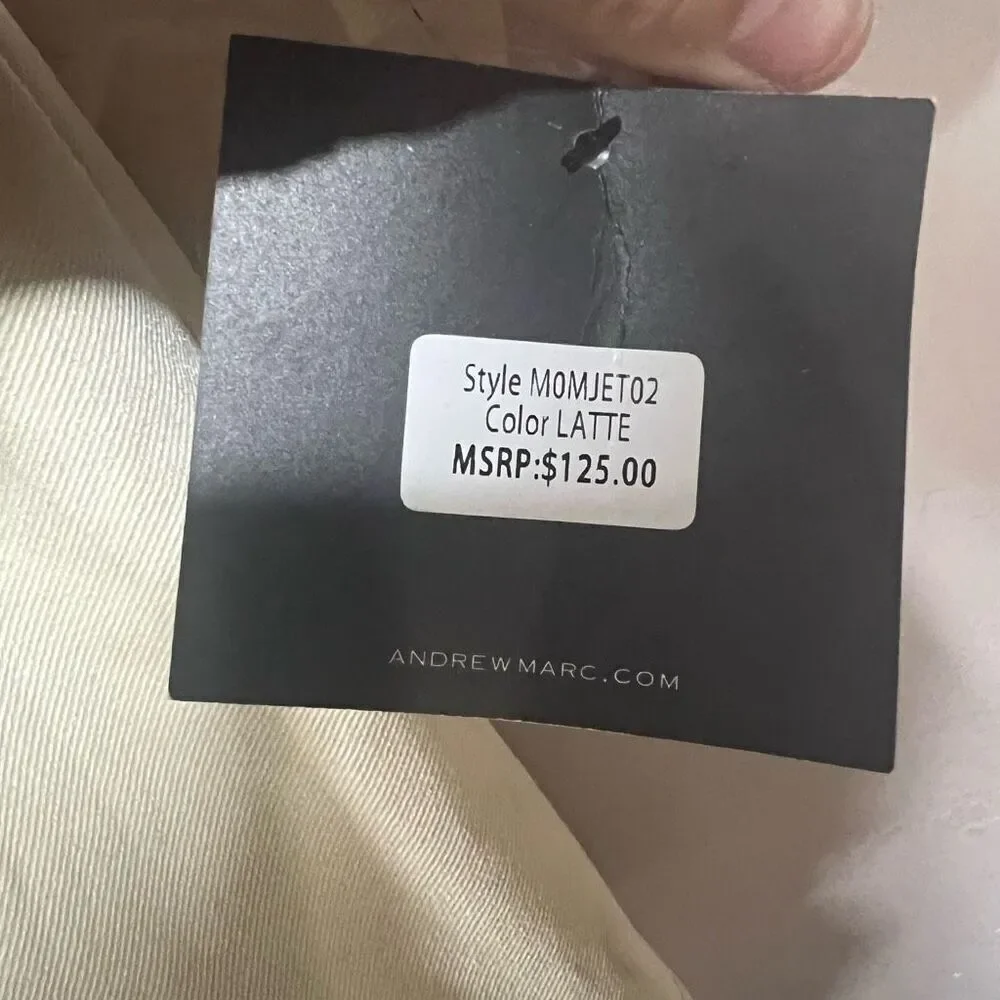 Style M0MJET02
Color LATTE
MSRP:$125.00
ANDREWMARC.COM